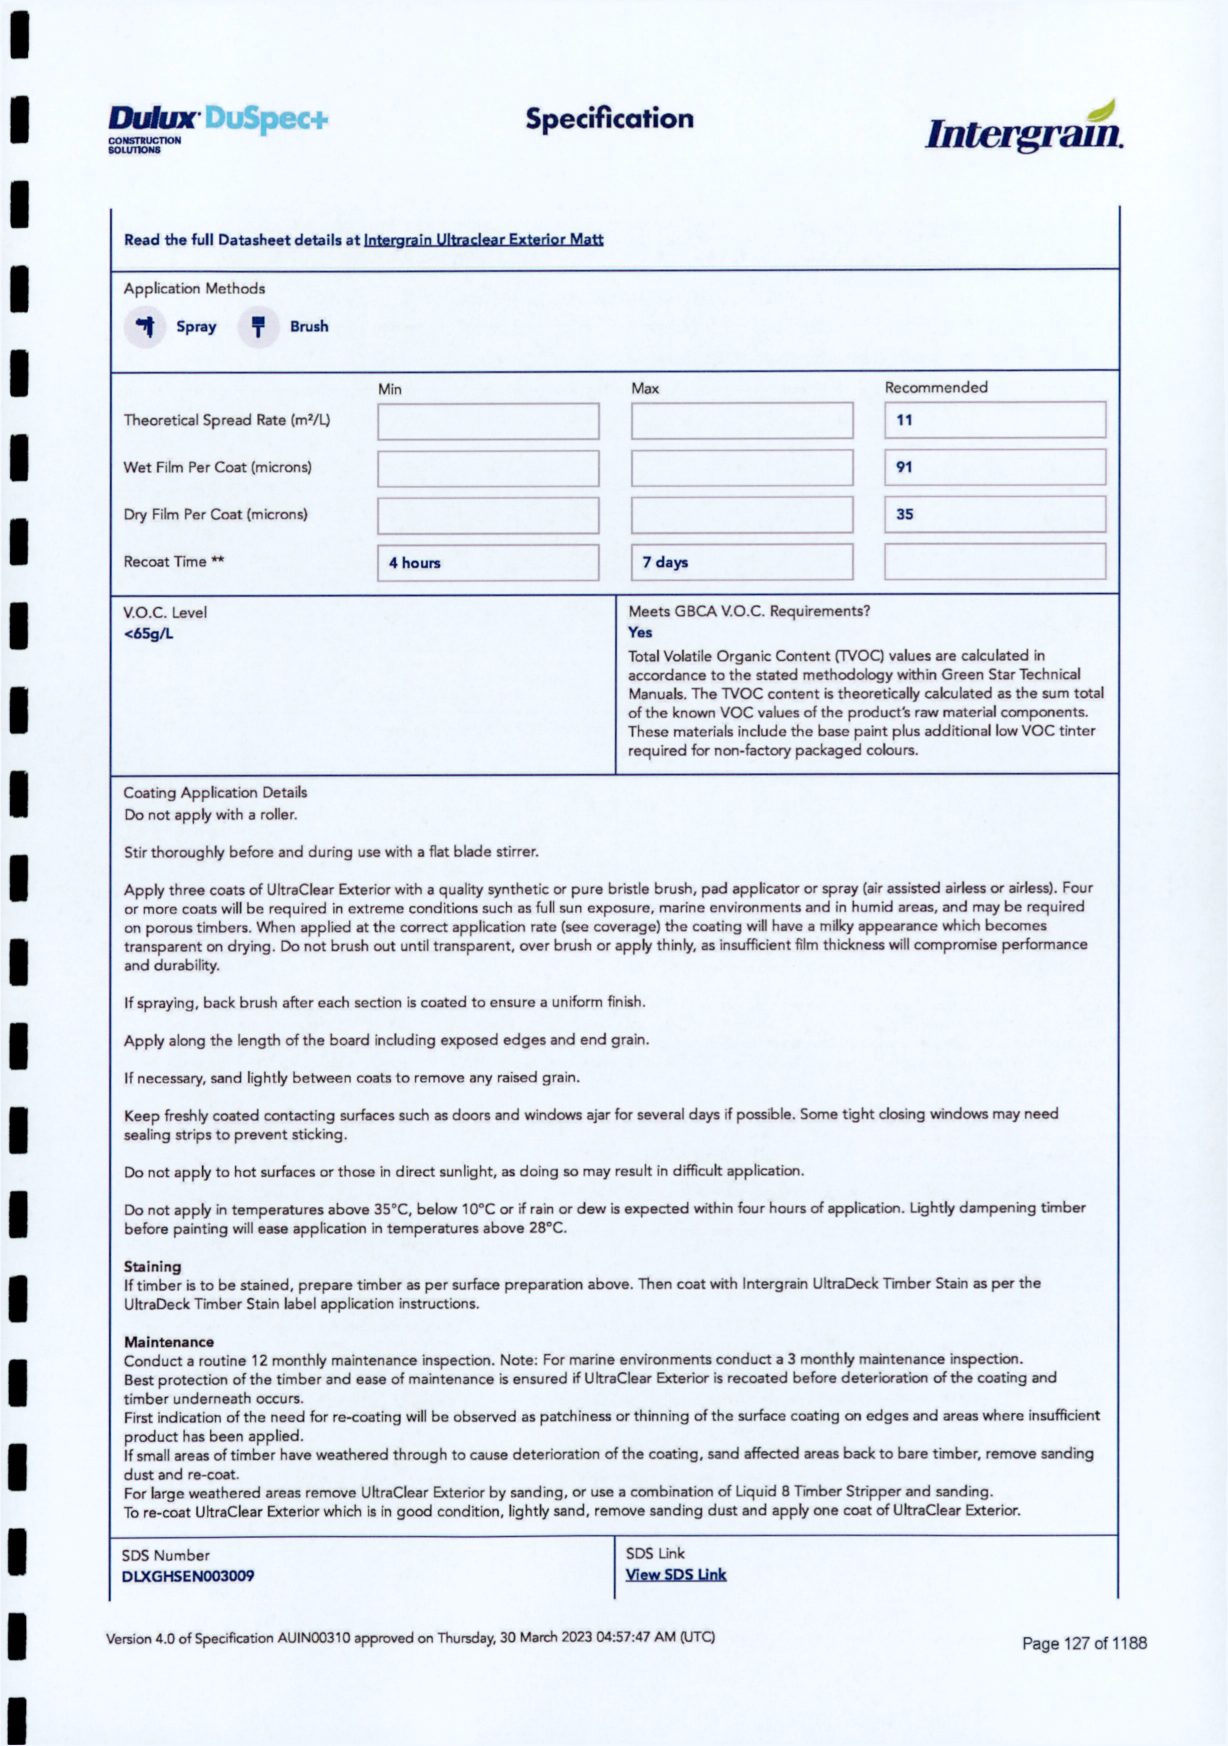 Dulux DuSpec+
CONSTRUCTION
SOLUTIONS
Specification
Intergrain.
Read the full Datasheet details at Intergrain Ultraclear Exterior Matt
Application Methods
Spray Brush
Min Max Recommended
Theoretical Spread Rate (m²/L) 11
Wet Film Per Coat (microns) 91
Dry Film Per Coat (microns) 35
Recoat Time ** 4 hours 7 days
V.O.C. Level
<65g/L
Meets GBCA V.O.C. Requirements?
Yes
Total Volatile Organic Content (TVOC) values are calculated in
accordance to the stated methodology within Green Star Technical
Manuals. The TVOC content is theoretically calculated as the sum total
of the known VOC values of the product's raw material components.
These materials include the base paint plus additional low VOC tinter
required for non-factory packaged colours.
Coating Application Details
Do not apply with a roller.
Stir thoroughly before and during use with a flat blade stirrer.
Apply three coats of UltraClear Exterior with a quality synthetic or pure bristle brush, pad applicator or spray (air assisted airless or airless). Four
or more coats will be required in extreme conditions such as full sun exposure, marine environments and in humid areas, and may be required
on porous timbers. When applied at the correct application rate (see coverage) the coating will have a milky appearance which becomes
transparent on drying. Do not brush out until transparent, over brush or apply thinly, as insufficient film thickness will compromise performance
and durability.
If spraying, back brush after each section is coated to ensure a uniform finish.
Apply along the length of the board including exposed edges and end grain.
If necessary, sand lightly between coats to remove any raised grain.
Keep freshly coated contacting surfaces such as doors and windows ajar for several days if possible. Some tight closing windows may need
sealing strips to prevent sticking.
Do not apply to hot surfaces or those in direct sunlight, as doing so may result in difficult application.
Do not apply in temperatures above 35°C, below 10°C or if rain or dew is expected within four hours of application. Lightly dampening timber
before painting will ease application in temperatures above 28°C.
Staining
If timber is to be stained, prepare timber as per surface preparation above. Then coat with Intergrain UltraDeck Timber Stain as per the
UltraDeck Timber Stain label application instructions.
Maintenance
Conduct a routine 12 monthly maintenance inspection. Note: For marine environments conduct a 3 monthly maintenance inspection.
Best protection of the timber and ease of maintenance is ensured if UltraClear Exterior is recoated before deterioration of the coating and
timber underneath occurs.
First indication of the need for re-coating will be observed as patchiness or thinning of the surface coating on edges and areas where insufficient
product has been applied.
If small areas of timber have weathered through to cause deterioration of the coating, sand affected areas back to bare timber, remove sanding
dust and re-coat.
For large weathered areas remove UltraClear Exterior by sanding, or use a combination of Liquid 8 Timber Stripper and sanding.
To re-coat UltraClear Exterior which is in good condition, lightly sand, remove sanding dust and apply one coat of UltraClear Exterior.
SDS Number
DLXGHSEN003009
SDS Link
View SDS Link
Version 4.0 of Specification AUIN00310 approved on Thursday, 30 March 2023 04:57:47 AM (UTC)
Page 127 of 1188